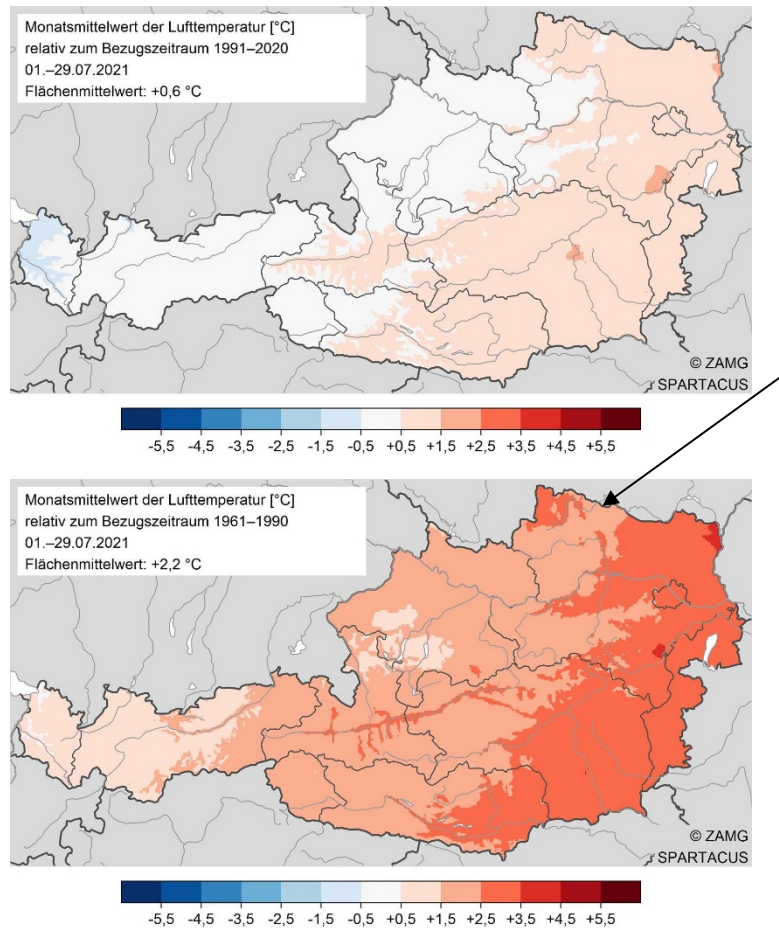 Monatsmittelwert der Lufttemperatur [°C]
relativ zum Bezugszeitraum 1991–2020
01.–29.07.2021
Flächenmittelwert: +0,6 °C
© ZAMG
SPARTACUS
-5,5 -4,5 -3,5 -2,5 -1,5 -0,5 +0,5 +1,5 +2,5 +3,5 +4,5 +5,5
Monatsmittelwert der Lufttemperatur [°C]
relativ zum Bezugszeitraum 1961–1990
01.–29.07.2021
Flächenmittelwert: +2,2 °C
© ZAMG
SPARTACUS
-5,5 -4,5 -3,5 -2,5 -1,5 -0,5 +0,5 +1,5 +2,5 +3,5 +4,5 +5,5